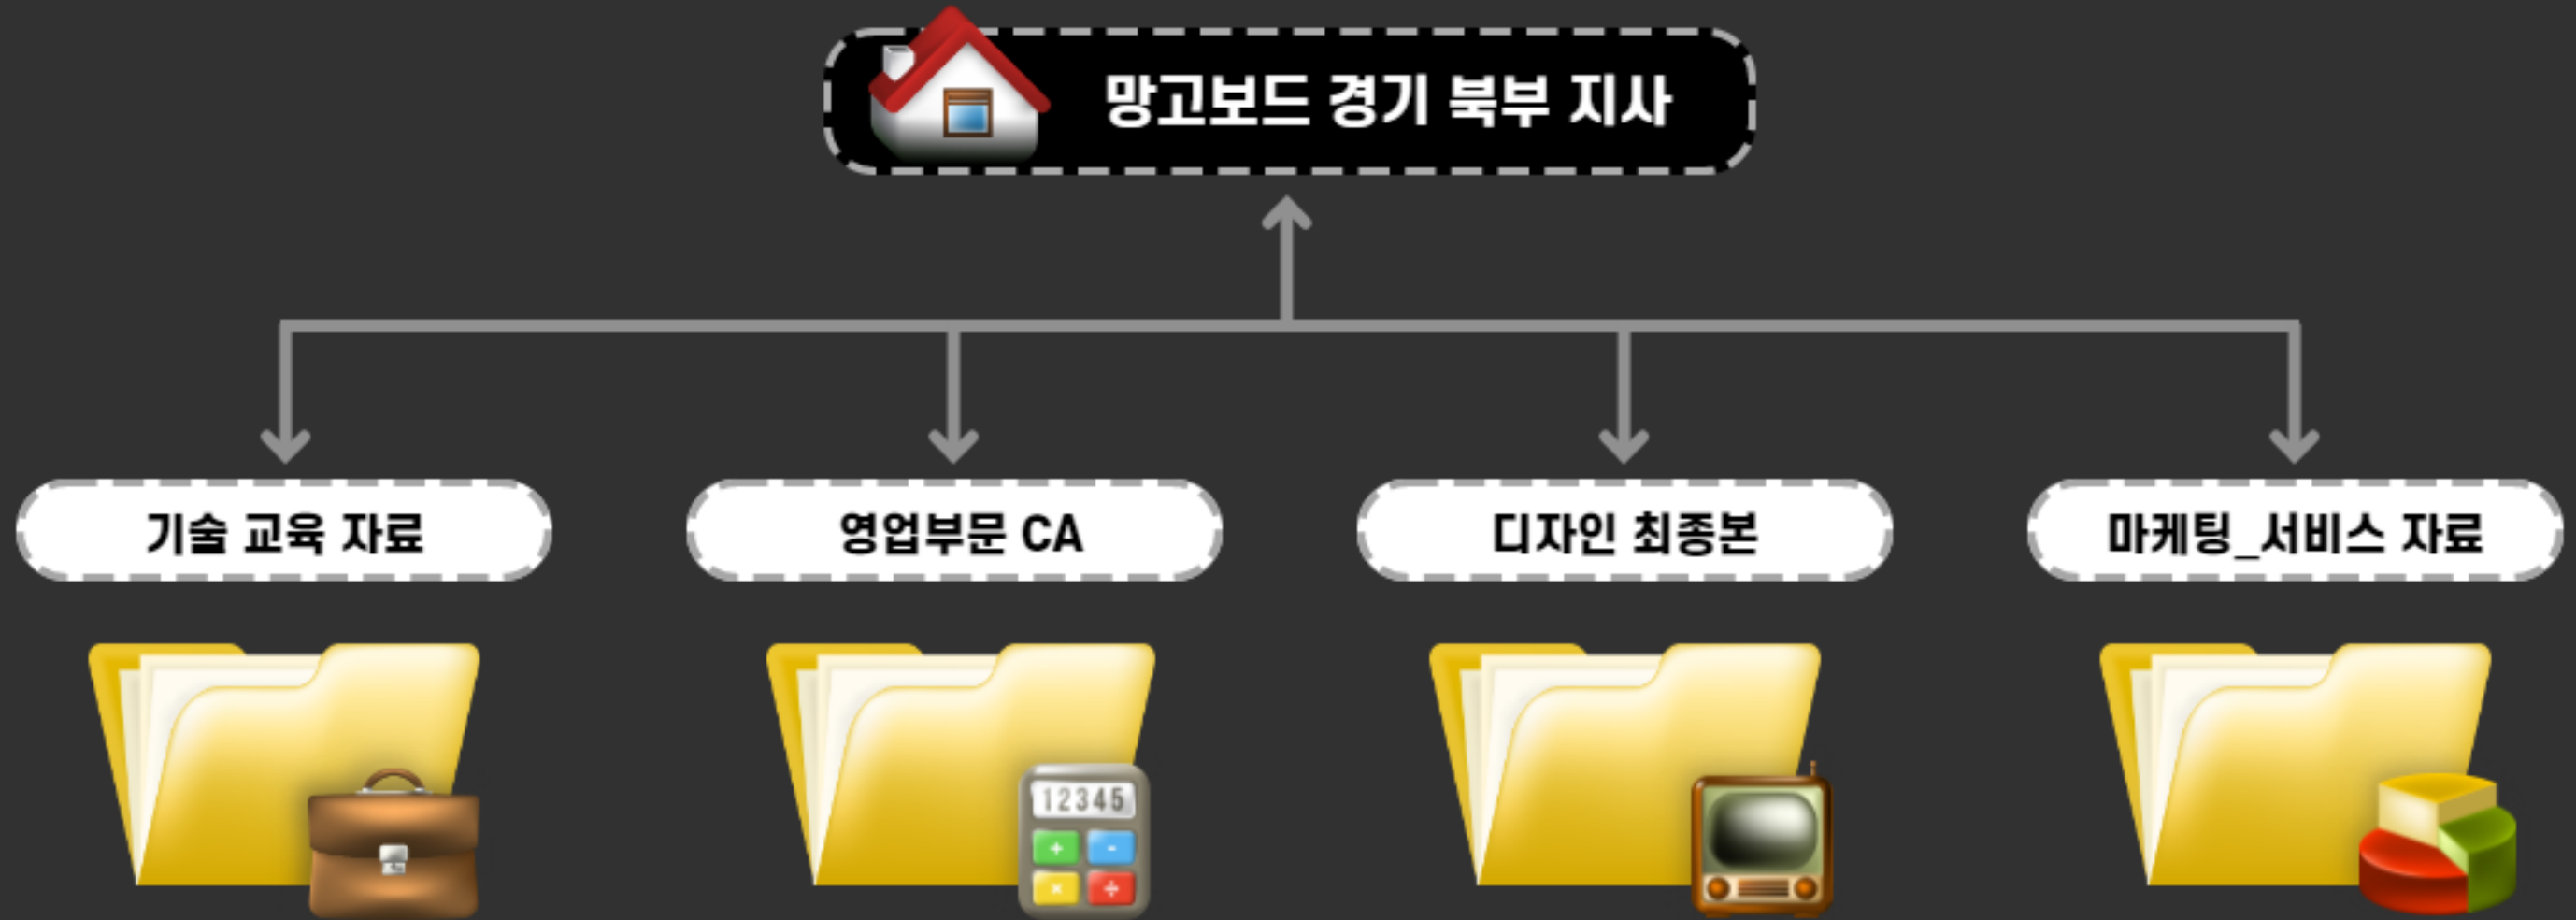 망고보드 경기 북부 지사
기술 교육 자료
영업부문 CA
디자인 최종본
마케팅_서비스 자료
12345
+ -
× ÷